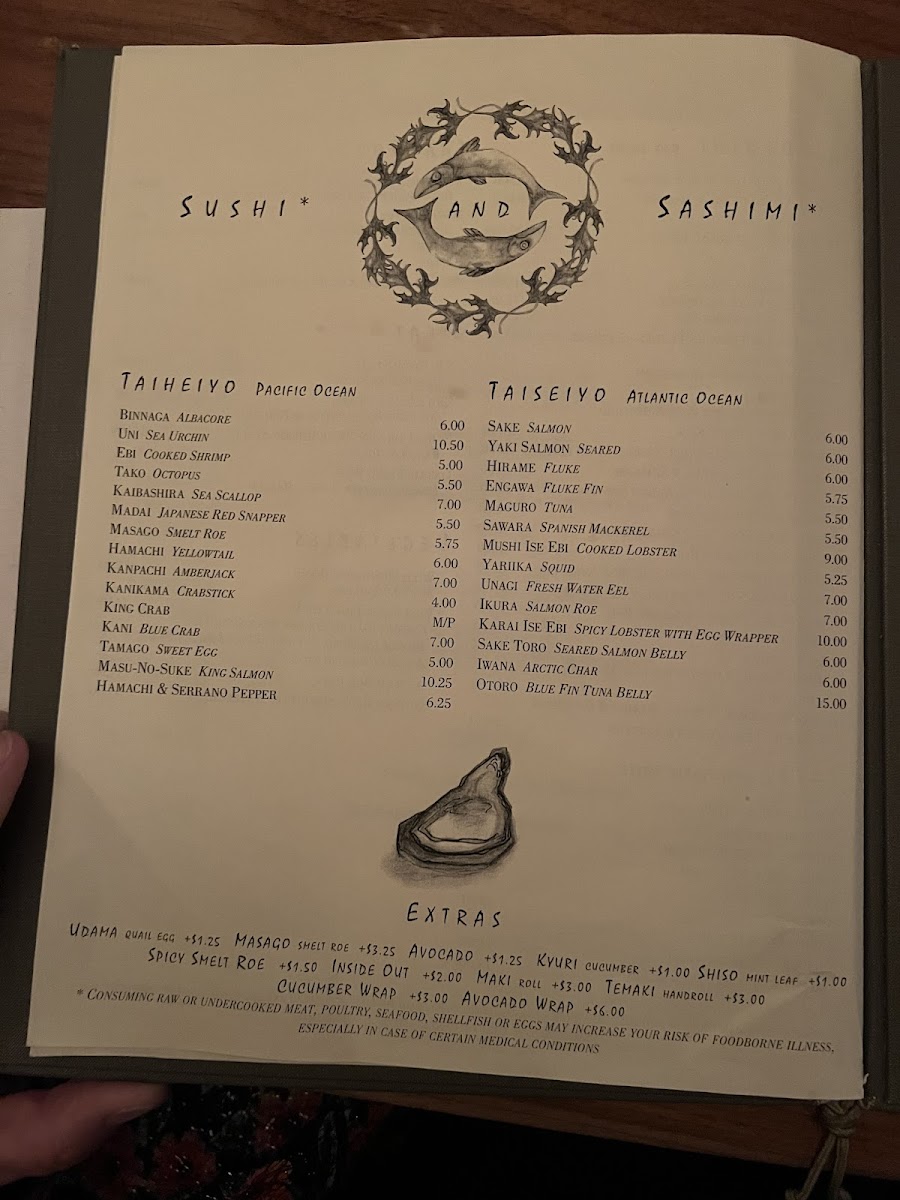 SUSHI* AND SASHIMI*
TAIHEIYO PACIFIC OCEAN
BINNAGA ALBACORE 6.00
UNI SEA URCHIN 10.50
EBI COOKED SHRIMP 5.00
TAKO OCTOPUS 5.50
KAIBASHIRA SEA SCALLOP 7.00
MADAI JAPANESE RED SNAPPER 5.50
MASAGO SMELT ROE 5.75
HAMACHI YELLOWTAIL 6.00
KANPACHI AMBERJACK 7.00
KANIKAMA CRABSTICK 4.00
KING CRAB M/P
KANI BLUE CRAB 7.00
TAMAGO SWEET EGG 5.00
MASU-NO-SUKE KING SALMON 10.25
HAMACHI & SERRANO PEPPER 6.25
TAISEIYO ATLANTIC OCEAN
SAKE SALMON 6.00
YAKI SALMON SEARED 6.00
HIRAME FLUKE 6.00
ENGAWA FLUKE FIN 5.75
MAGURO TUNA 5.50
SAWARA SPANISH MACKEREL 5.50
MUSHI ISE EBI COOKED LOBSTER 9.00
YARIIKA SQUID 5.25
UNAGI FRESH WATER EEL 7.00
IKURA SALMON ROE 7.00
KARAI ISE EBI SPICY LOBSTER WITH EGG WRAPPER 10.00
SAKE TORO SEARED SALMON BELLY 6.00
IWANA ARCTIC CHAR 6.00
OTORO BLUE FIN TUNA BELLY 15.00
EXTRAS
UDAMA QUAIL EGG +$1.25 MASAGO SMELT ROE +$3.25 AVOCADO +$1.25 KYURI CUCUMBER +$1.00 SHISO MINT LEAF +$1.00
SPICY SMELT ROE +$1.50 INSIDE OUT +$2.00 MAKI ROLL +$3.00 TEMAKI HANDROLL +$3.00
CUCUMBER WRAP +$3.00 AVOCADO WRAP +$6.00
* CONSUMING RAW OR UNDERCOOKED MEAT, POULTRY, SEAFOOD, SHELLFISH OR EGGS MAY INCREASE YOUR RISK OF FOODBORNE ILLNESS,
ESPECIALLY IN CASE OF CERTAIN MEDICAL CONDITIONS